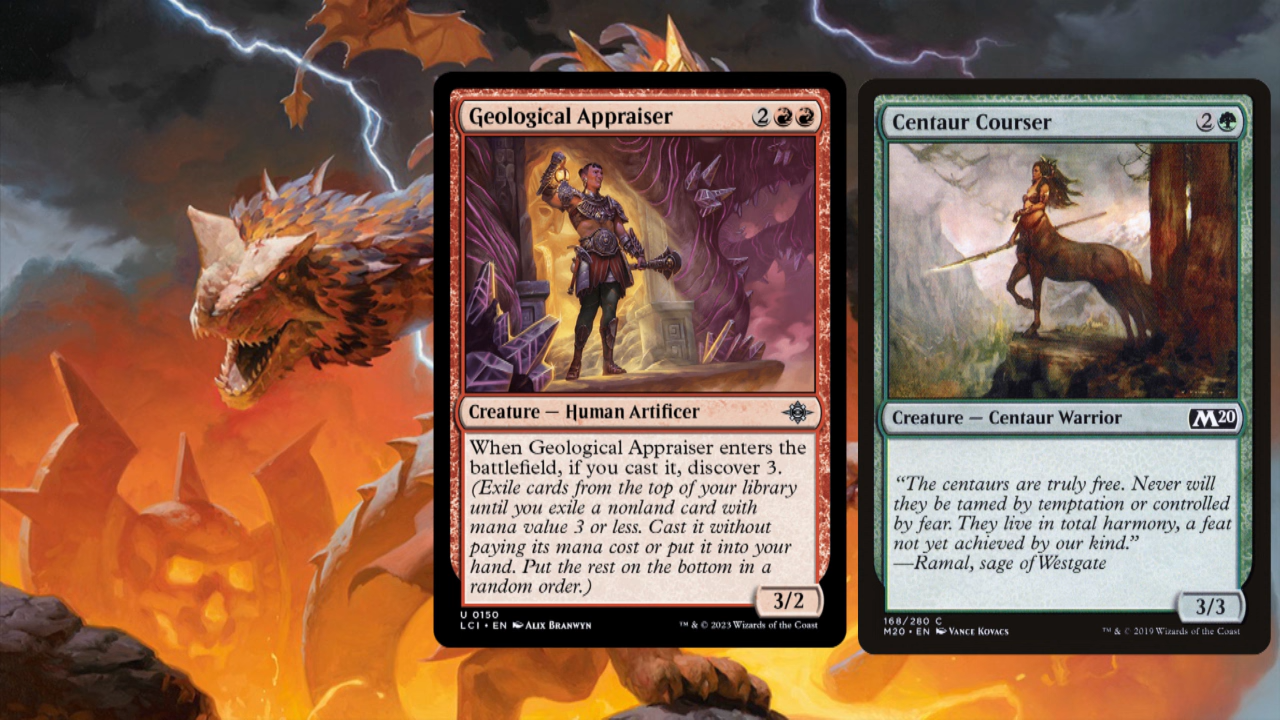 Geological Appraiser 2
Creature — Human Artificer
When Geological Appraiser enters the
battlefield, if you cast it, discover 3.
(Exile cards from the top of your library
until you exile a nonland card with
mana value 3 or less. Cast it without
paying its mana cost or put it into your
hand. Put the rest on the bottom in a
random order.)
3/2
U 0150
LCI • EN ALIX BRANWYN
™ & © 2023 Wizards of the Coast
Centaur Courser 2
Creature — Centaur Warrior M20
“The centaurs are truly free. Never will
they be tamed by temptation or controlled
by fear. They live in total harmony, a feat
not yet achieved by our kind.”
—Ramal, sage of Westgate
3/3
168/280 C
M20 • EN VANCE KOVACS
™ & © 2019 Wizards of the Coast